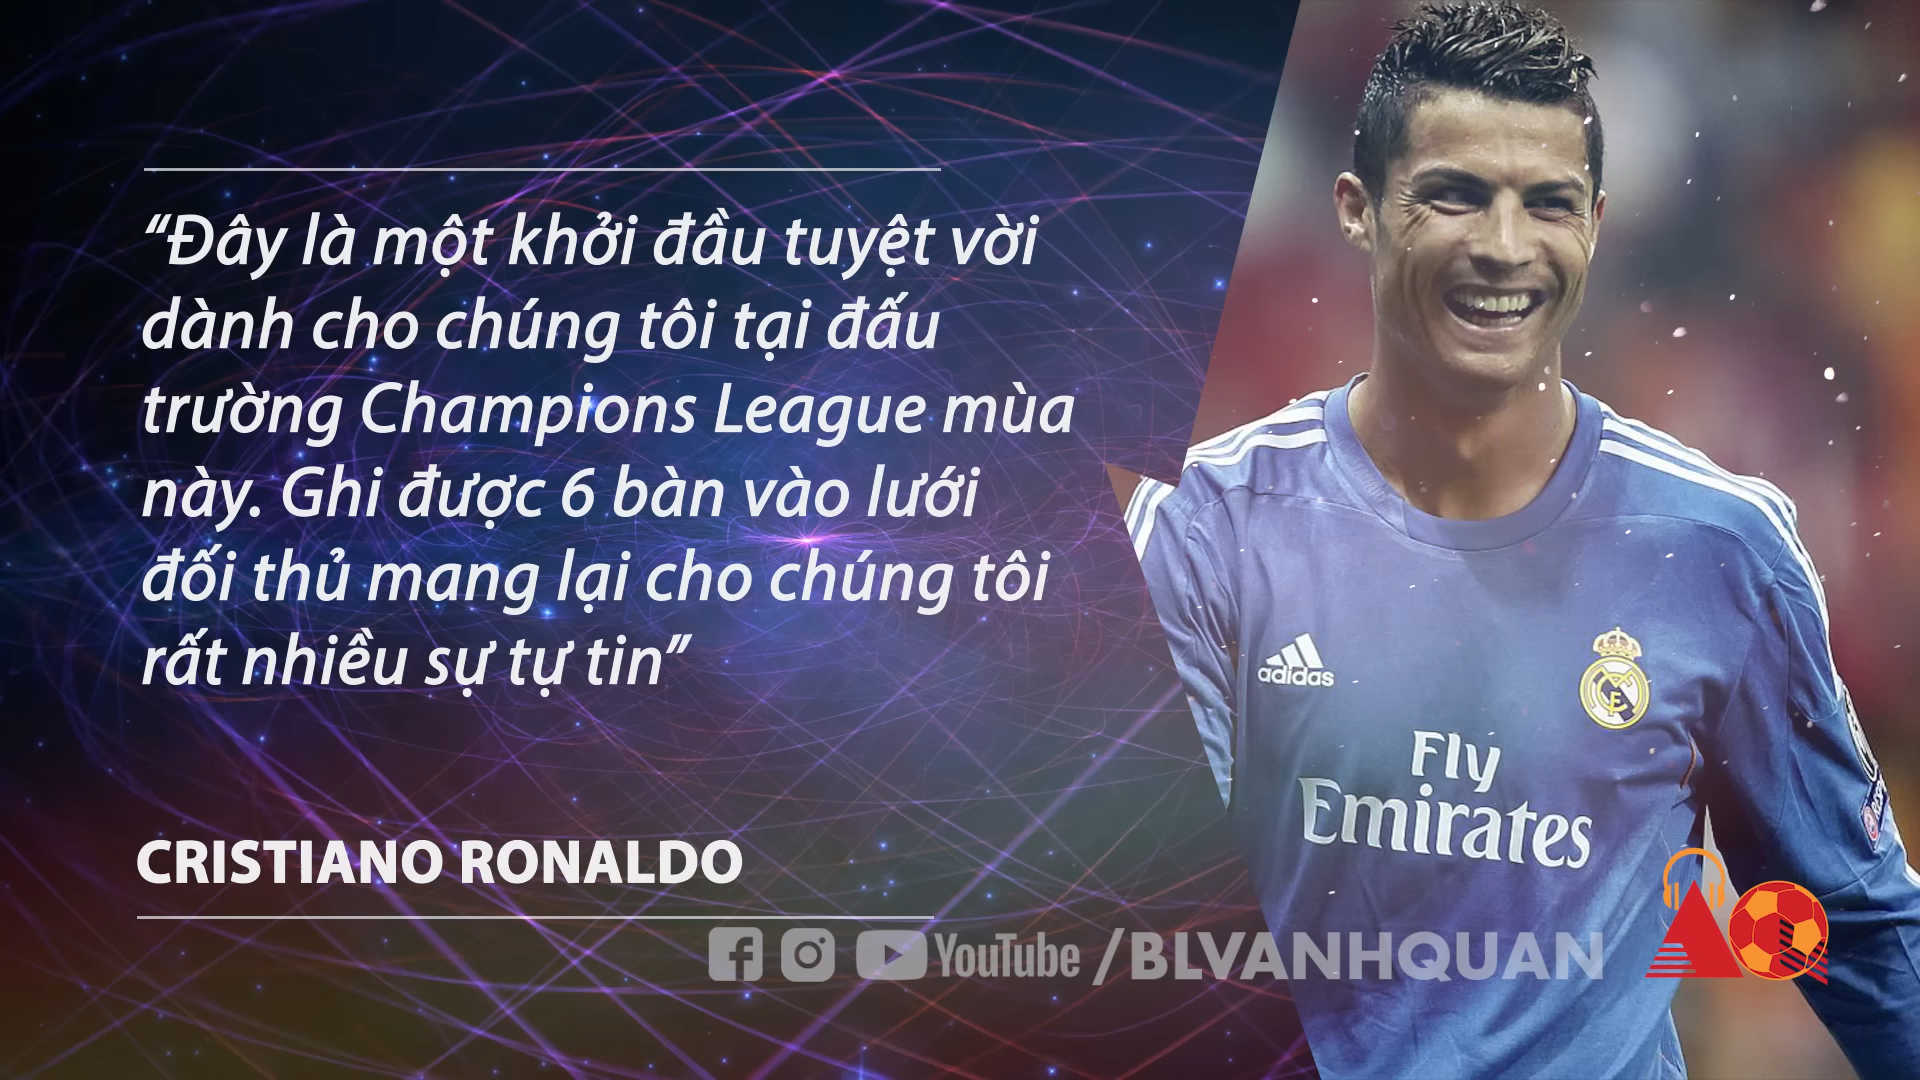 “Đây là một khởi đầu tuyệt vời
dành cho chúng tôi tại đấu
trường Champions League mùa
này. Ghi được 6 bàn vào lưới
đối thủ mang lại cho chúng tôi
rất nhiều sự tự tin”
CRISTIANO RONALDO
YouTube /BLVANHQUAN
adidas
Fly
Emirates